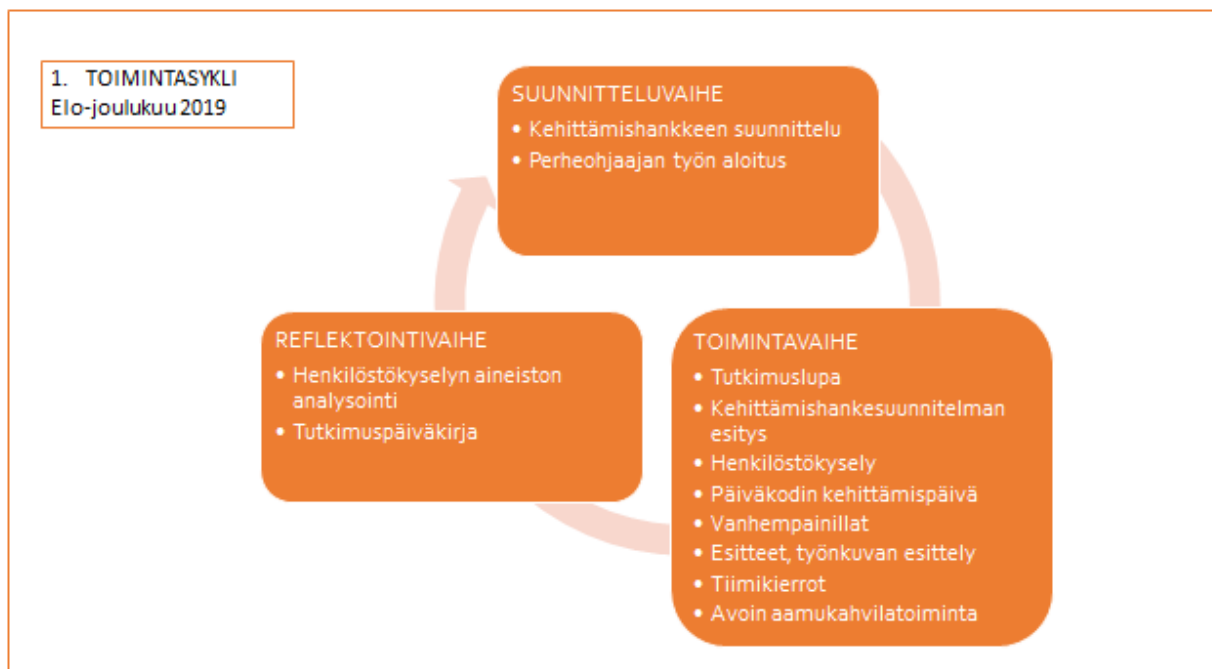 1. TOIMINTASYKLI
Elo-joulukuu 2019
SUUNNITTELUVAIHE
• Kehittämishankkeen suunnittelu
• Perheohjaajan työn aloitus
REFLEKTOINTIVAIHE
• Henkilöstökyselyn aineiston
analysointi
• Tutkimuspäiväkirja
TOIMINTAVAIHE
• Tutkimuslupa
• Kehittämishankesuunnitelman
esitys
• Henkilöstökysely
• Päiväkodin kehittämispäivä
• Vanhempainillat
• Esitteet, työnkuvan esittely
• Tiimikierrot
• Avoin aamukahvilatoiminta